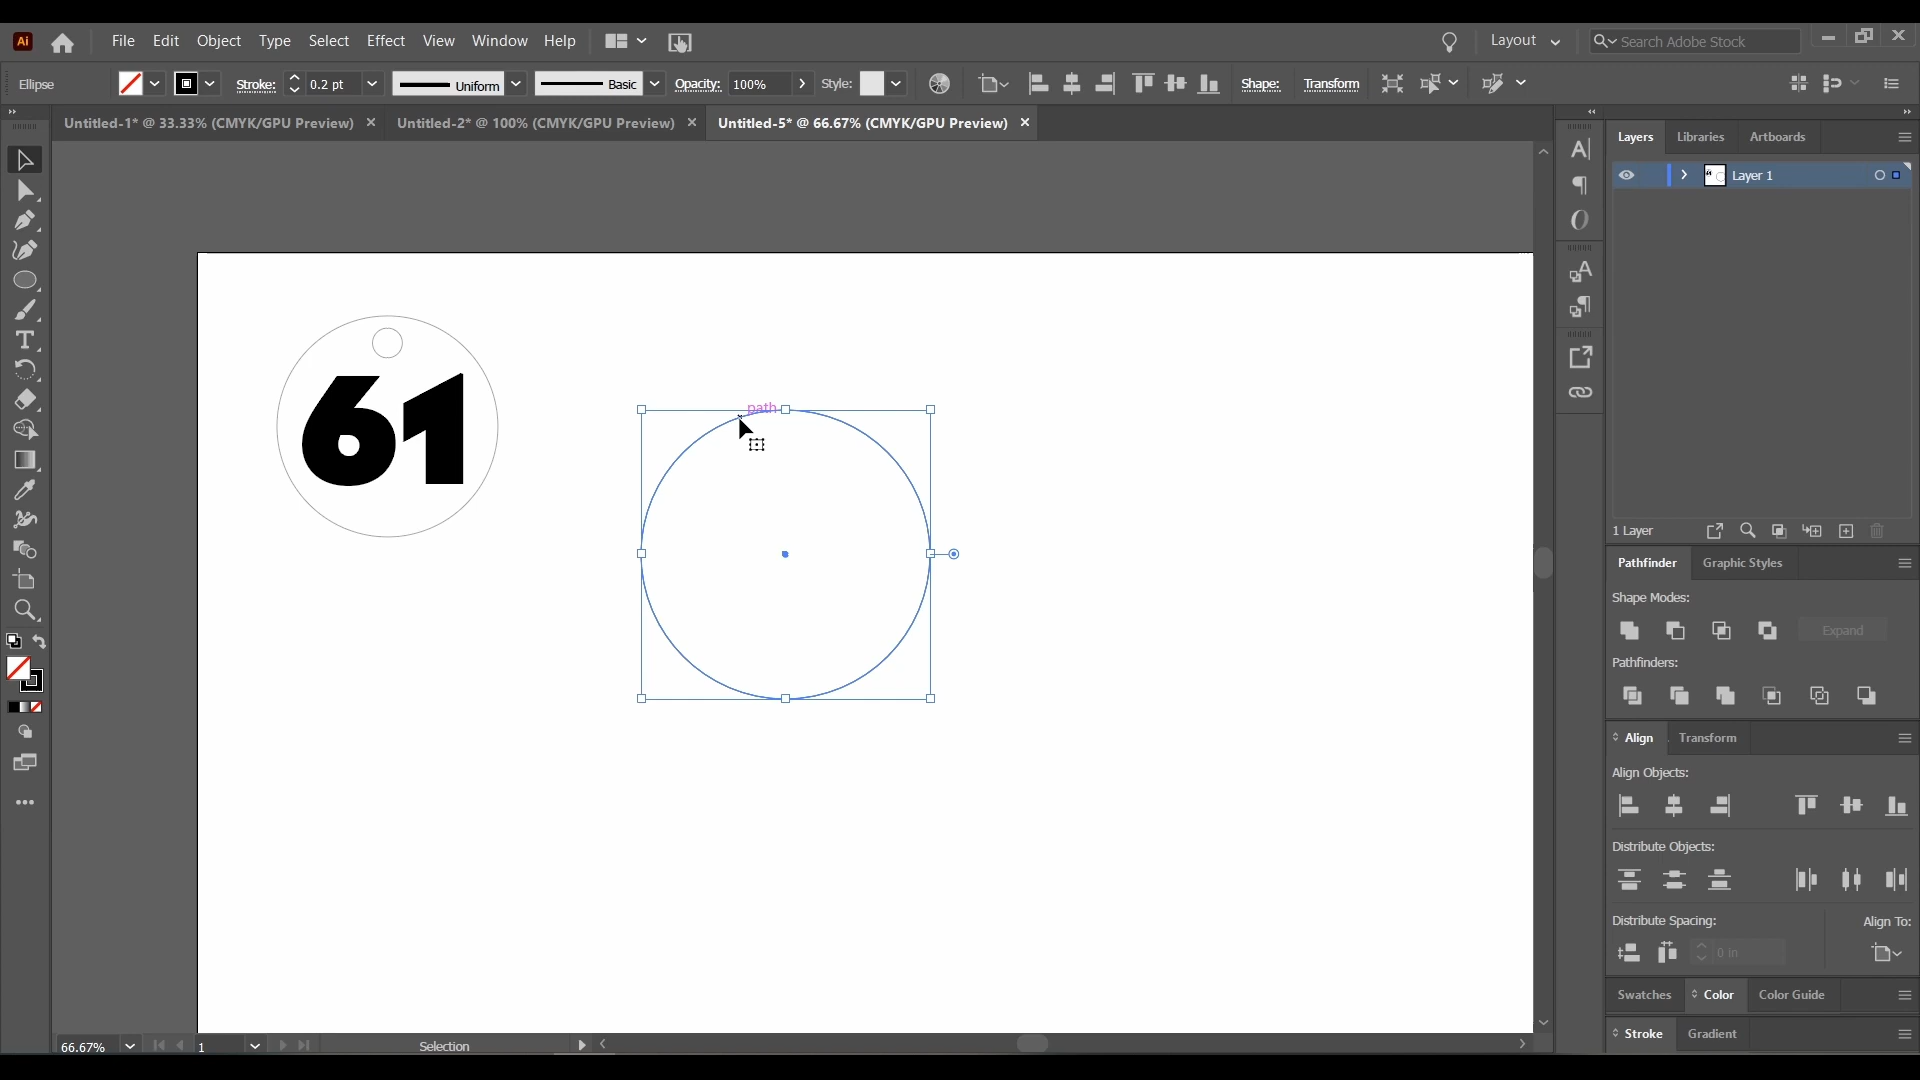 Ai File Edit Object Type Select Effect View Window Help Layout Search Adobe Stock
Ellipse Stroke: 0.2 pt Uniform Basic Opacity: 100% Style: Shape: Transform
Untitled-1* @ 33.33% (CMYK/GPU Preview) Untitled-2* @ 100% (CMYK/GPU Preview) Untitled-5* @ 66.67% (CMYK/GPU Preview)
Layers Libraries Artboards
Layer 1
path
61
1 Layer
Pathfinder Graphic Styles
Shape Modes:
Expand
Pathfinders:
Align Transform
Align Objects:
Distribute Objects:
Distribute Spacing: Align To:
0 in
Swatches Color Color Guide
Stroke Gradient
66.67% 1 Selection